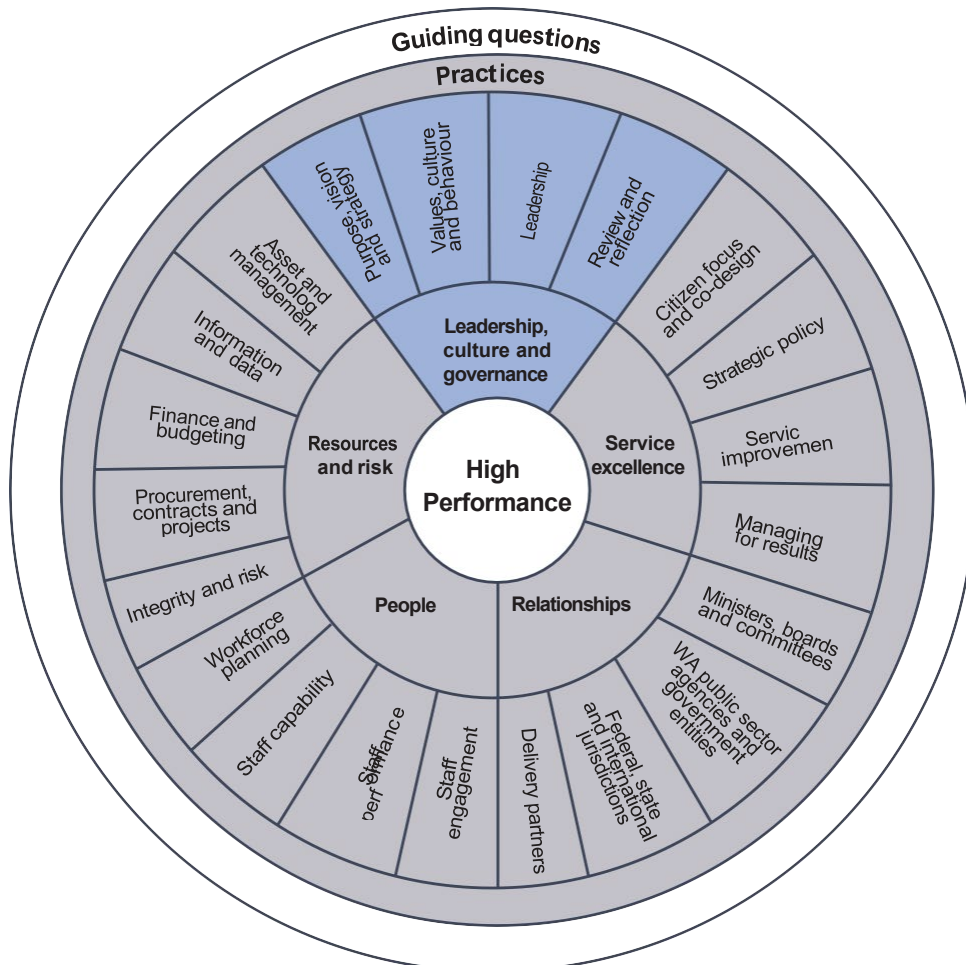 Guiding questions
Practices
Purpose, vision
and strategy
Values, culture
and behaviour
Leadership
Review and
reflection
Citizen focus
and co-design
Strategic policy
Servic
improvemen
Managing
for results
Ministers, boards
and committees
WA public sector
agencies and
government
entities
Federal, state
and international
jurisdictions
Delivery partners
Staff
engagement
Staff
perf ormance
Staff capability
Workforce
planning
Integrity and risk
Procurement,
contracts and
projects
Finance and
budgeting
Information
and data
Asset and
technolog
management
Leadership,
culture and
governance
Service
excellence
Relationships
People
Resources
and risk
High
Performance